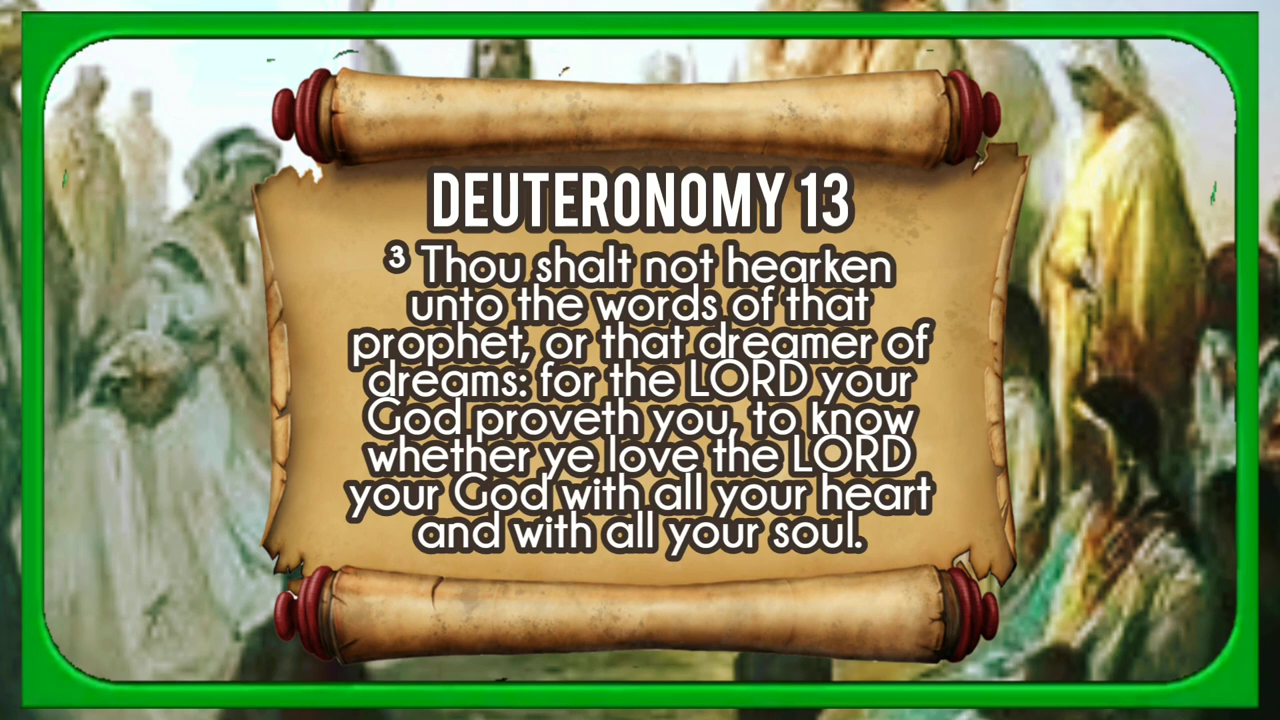 DEUTERONOMY 13
³ Thou shalt not hearken
unto the words of that
prophet, or that dreamer of
dreams: for the LORD your
God proveth you, to know
whether ye love the LORD
your God with all your heart
and with all your soul.